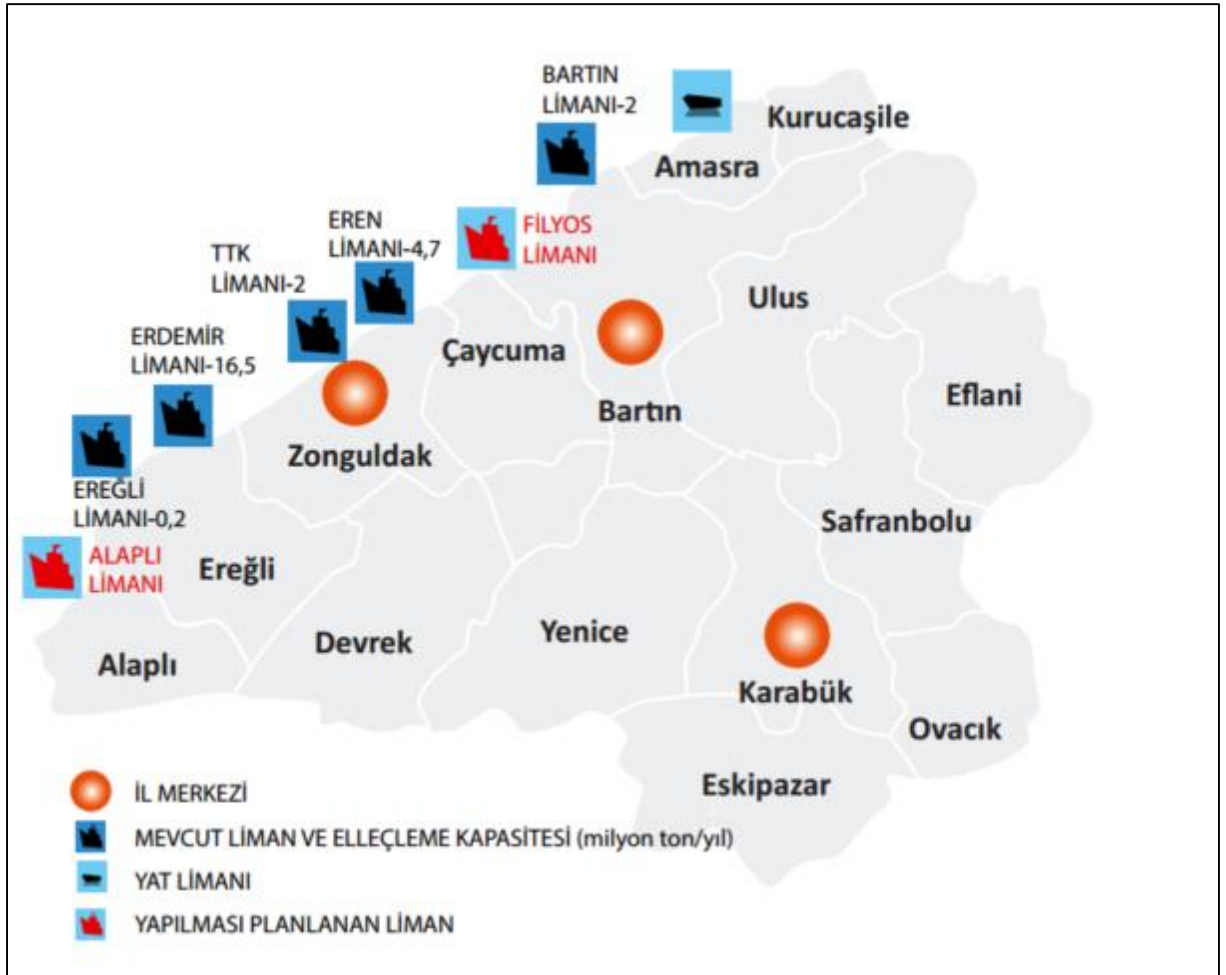 BARTIN
LİMANI-2
Kurucaşile
Amasra
EREN
LİMANI-4,7
FİLYOS
LİMANI
TTK
LİMANI-2
Ulus
ERDEMİR
LİMANI-16,5
Çaycuma
Bartın
Eflani
Zonguldak
EREĞLİ
LİMANI-0,2
Safranbolu
ALAPLI
LİMANI
Ereğli
Yenice
Devrek
Alaplı
Karabük
Ovacık
Eskipazar
İL MERKEZİ
MEVCUT LİMAN VE ELLEÇLEME KAPASİTESİ (milyon ton/yıl)
YAT LİMANI
YAPILMASI PLANLANAN LİMAN